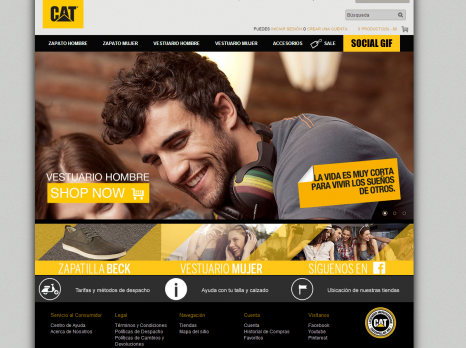 CAT
Búsqueda
PUEDES INICIAR SESIÓN O CREAR UNA CUENTA
ZAPATO HOMBRE ZAPATO MUJER VESTUARIO HOMBRE VESTUARIO MUJER ACCESORIOS SALE SOCIAL GIF
VESTUARIO HOMBRE
SHOP NOW
LA VIDA ES MUY CORTA
PARA VIVIR LOS SUEÑOS
DE OTROS.
ZAPATILLA BECK VESTUARIO MUJER SÍGUENOS EN f
Tarifas y métodos de despacho Ayuda con tu talla y calzado Ubicación de nuestras tiendas
Servicio al Consumidor Legal Navegación Cuenta Visítanos
Centro de Ayuda Términos y Condiciones Tiendas Cuenta Facebook
Acerca de Nosotros Políticas de Despacho Mapa del sitio Historial de Compras Youtube
Políticas de Cambios y Favoritos Pinterest
Devoluciones
CAT